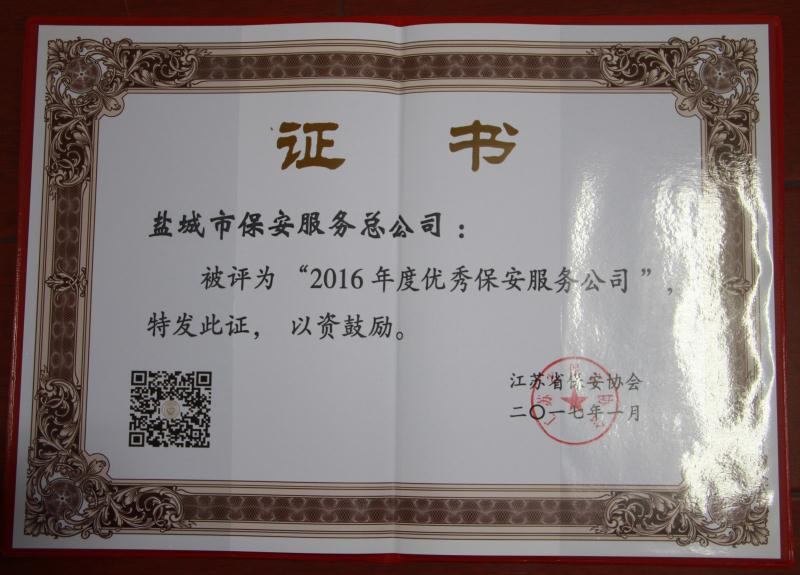 证 书
盐城市保安服务总公司：
被评为“2016年度优秀保安服务公司”，
特发此证，以资鼓励。
江苏省保安协会
二〇一七年一月